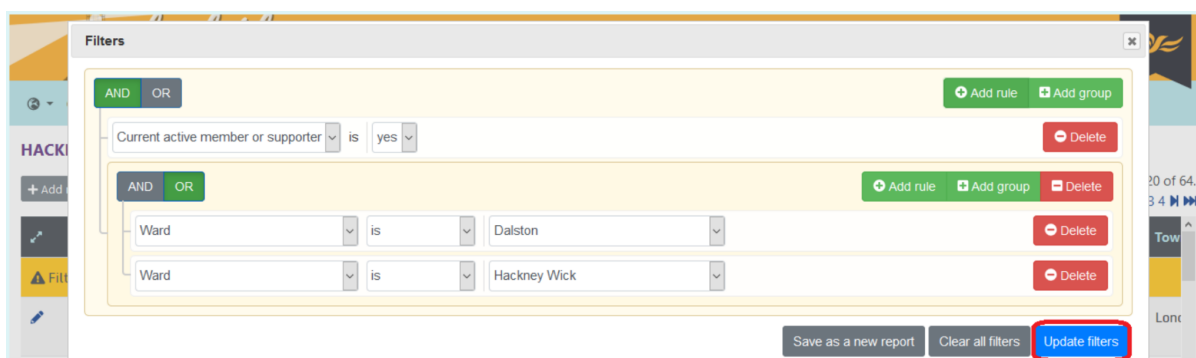 Filters
AND OR Add rule Add group
Current active member or supporter is yes Delete
HACK
Add
AND OR Add rule Add group Delete
20 of 64.
3 4
Ward is Dalston Delete
Tow
Ward is Hackney Wick Delete
Filt
Lond
Save as a new report Clear all filters Update filters